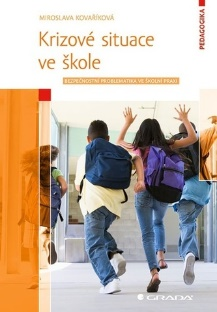 MIROSLAVA KOVAŘÍKOVÁ
Krizové situace
ve škole
BEZPEČNOSTNÍ PROBLEMATIKA VE ŠKOLNÍ PRAXI
PEDAGOGIKA
GRADA